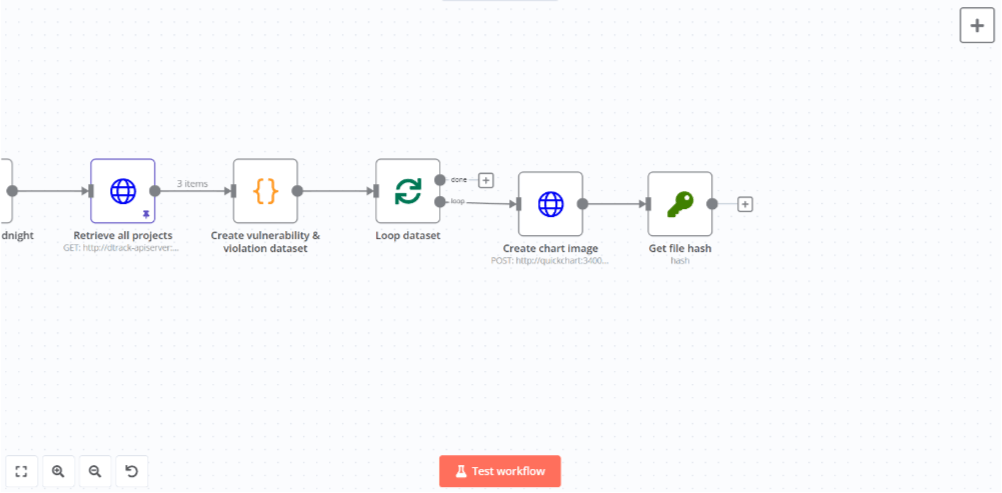 3 items
done
loop
dnight
Retrieve all projects
GET: http://dtrack-apiserver:...
Create vulnerability &
violation dataset
Loop dataset
Create chart image
POST: http://quickchart:3400...
Get file hash
hash
Test workflow